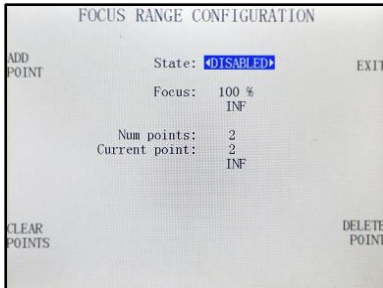 FOCUS RANGE CONFIGURATION
ADD
POINT
State: ◂DISABLED▸
EXIT
Focus: 100 %
INF
Num points: 2
Current point: 2
INF
CLEAR
POINTS
DELETE
POINT